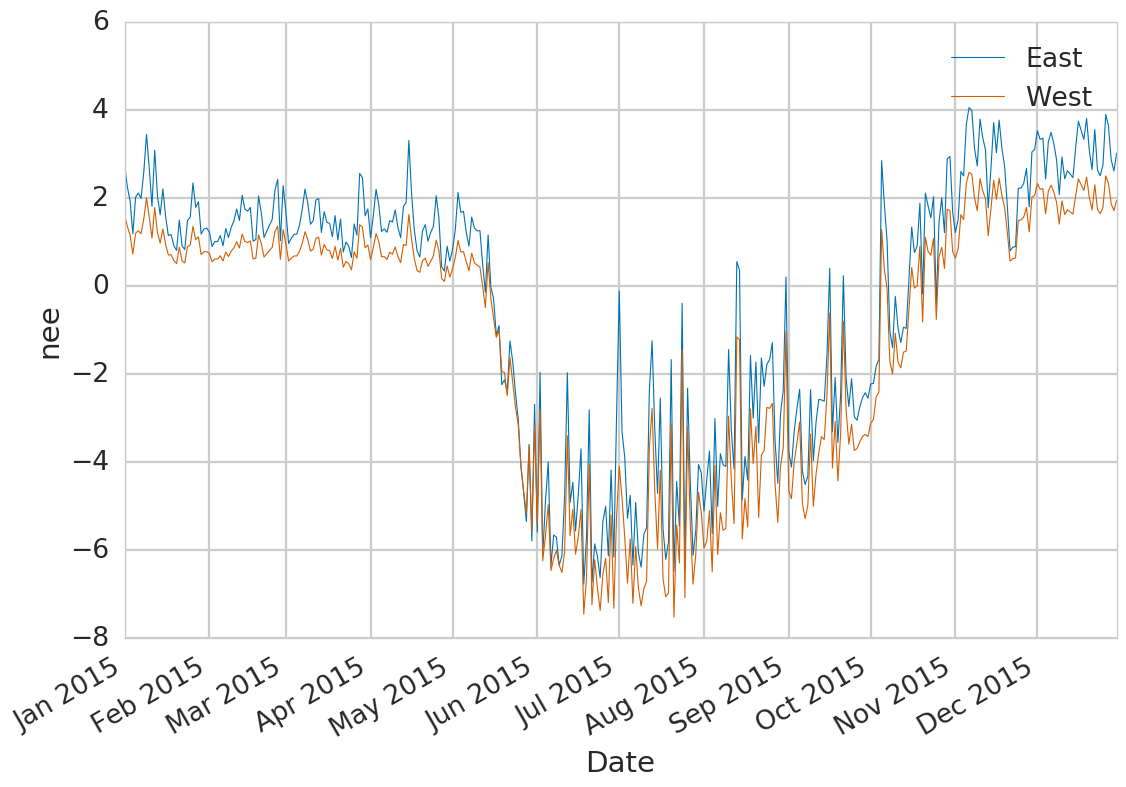 6
4
2
0
−2
−4
−6
−8
nee
East
West
Jan 2015
Feb 2015
Mar 2015
Apr 2015
May 2015
Jun 2015
Jul 2015
Aug 2015
Sep 2015
Oct 2015
Nov 2015
Dec 2015
Date